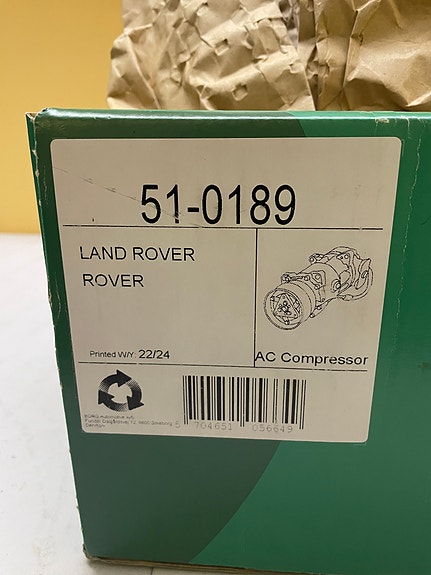 51-0189
LAND ROVER
ROVER
Printed W/Y: 22/24
AC Compressor
5 704651 056649